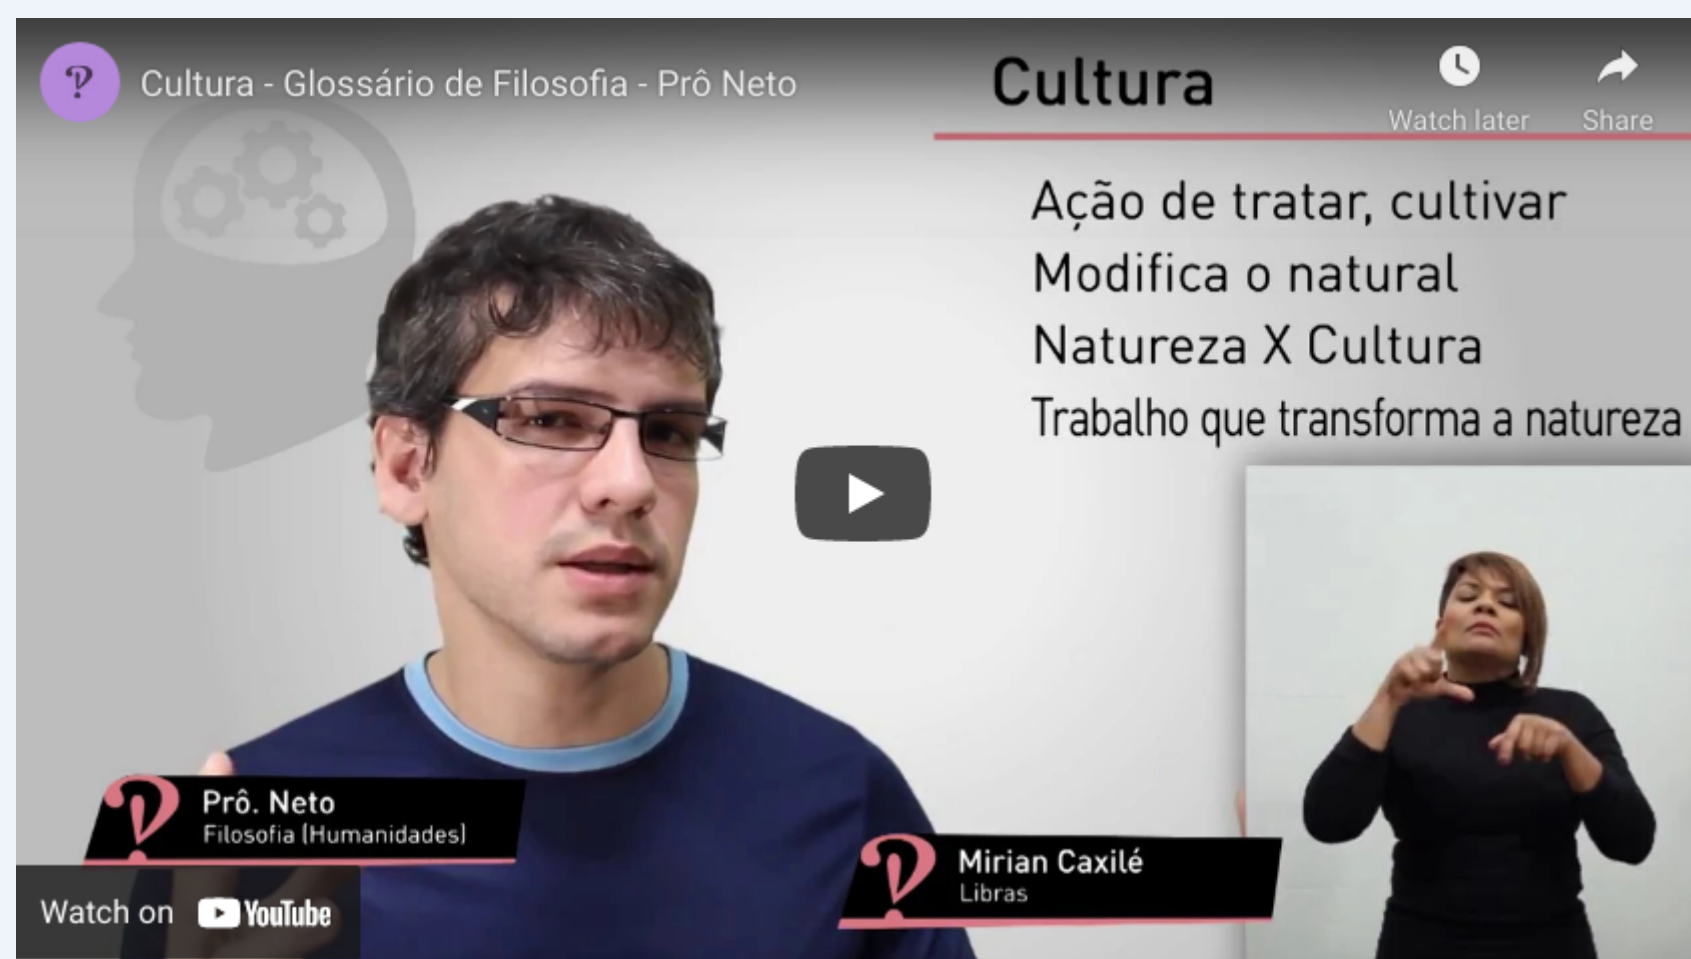 Cultura - Glossário de Filosofia - Prô Neto
Cultura
Watch later
Share
Ação de tratar, cultivar
Modifica o natural
Natureza X Cultura
Trabalho que transforma a natureza
Prô. Neto
Filosofia (Humanidades)
Mirian Caxilé
Libras
Watch on YouTube